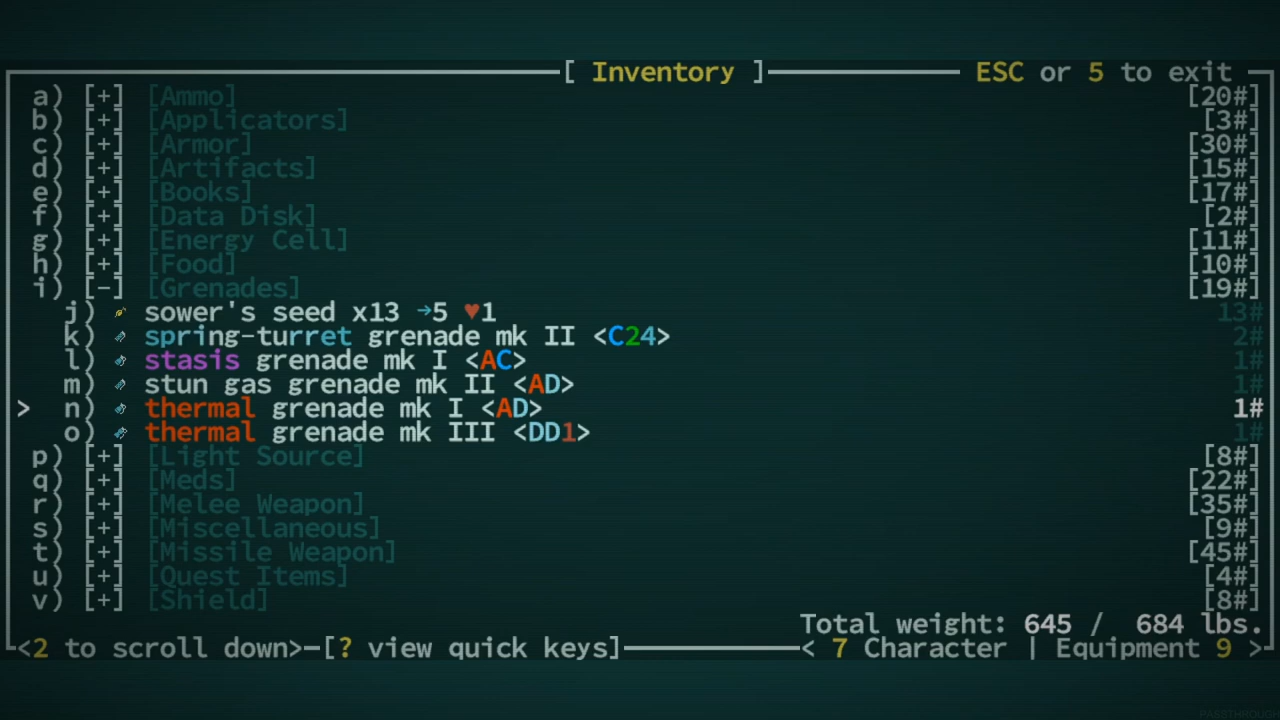 [ Inventory ] ESC or 5 to exit
a) [+] [Ammo] [20#]
b) [+] [Applicators] [3#]
c) [+] [Armor] [30#]
d) [+] [Artifacts] [15#]
e) [+] [Books] [17#]
f) [+] [Data Disk] [2#]
g) [+] [Energy Cell] [11#]
h) [+] [Food] [10#]
i) [-] [Grenades] [19#]
j) sower's seed x13 →5 ♥1 13#
k) spring-turret grenade mk II <C24> 2#
l) stasis grenade mk I <AC> 1#
m) stun gas grenade mk II <AD> 1#
> n) thermal grenade mk I <AD> 1#
o) thermal grenade mk III <DD1> 1#
p) [+] [Light Source] [8#]
q) [+] [Meds] [22#]
r) [+] [Melee Weapon] [35#]
s) [+] [Miscellaneous] [9#]
t) [+] [Missile Weapon] [45#]
u) [+] [Quest Items] [4#]
v) [+] [Shield] [8#]
Total weight: 645 / 684 lbs.
<2 to scroll down> [? view quick keys] < 7 Character | Equipment 9 >